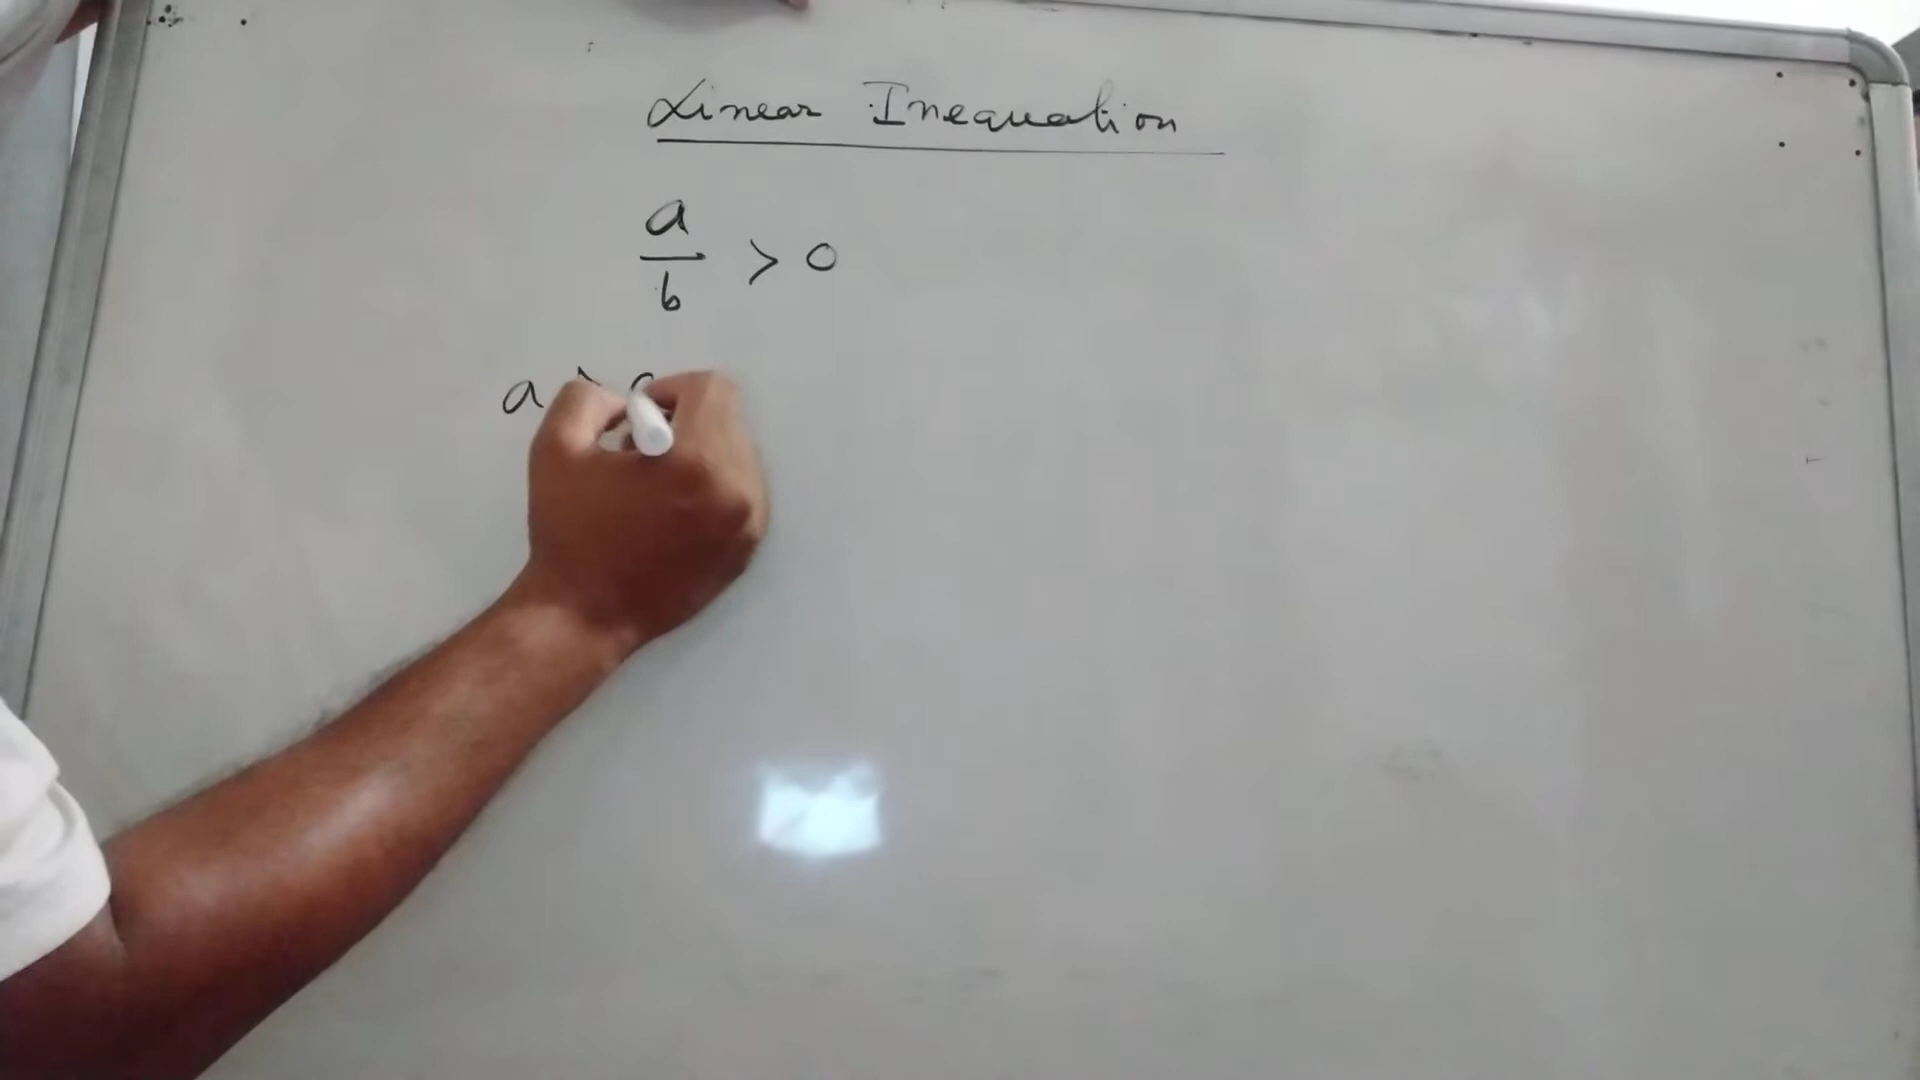 Linear Inequation
a/b > 0
a >